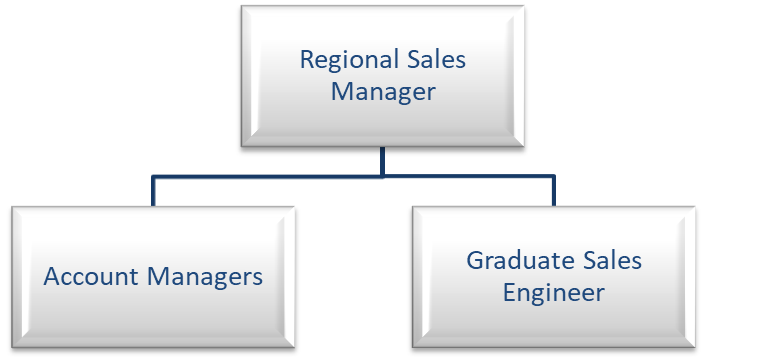 Regional Sales
Manager
Account Managers
Graduate Sales
Engineer